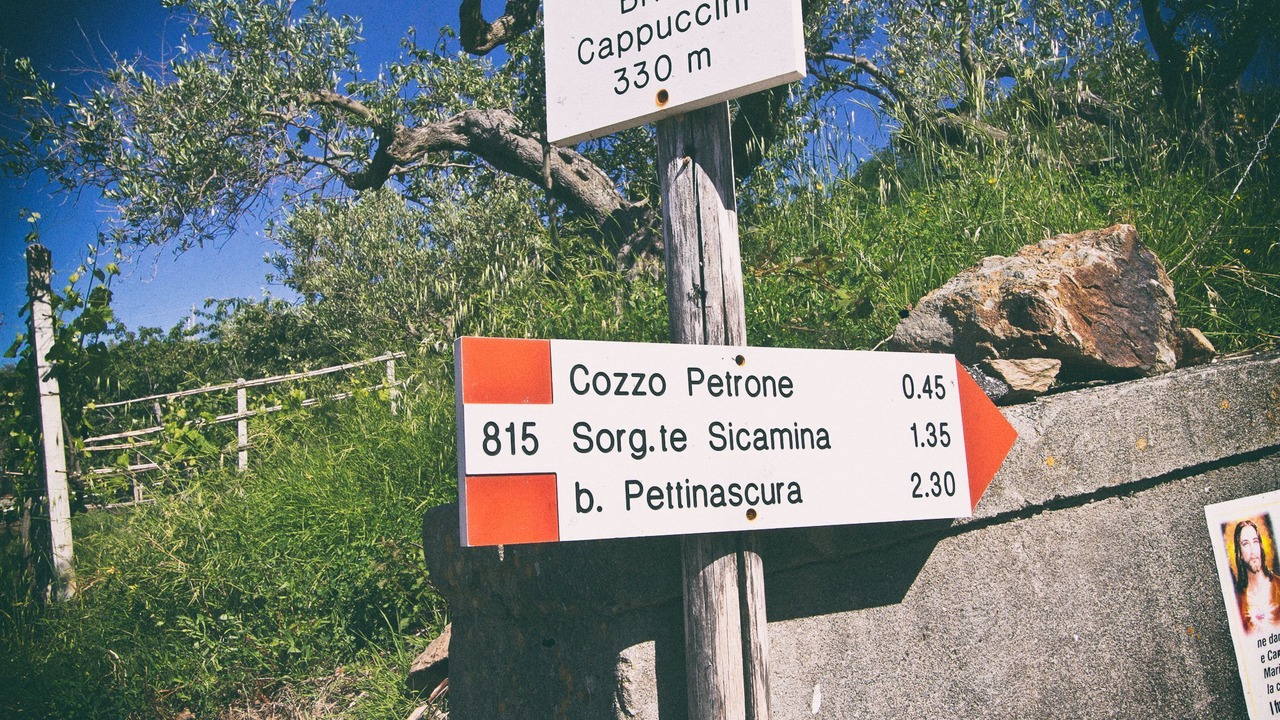 Cappuccini
330 m
Cozzo Petrone 0.45
815 Sorg.te Sicamina 1.35
b. Pettinascura 2.30